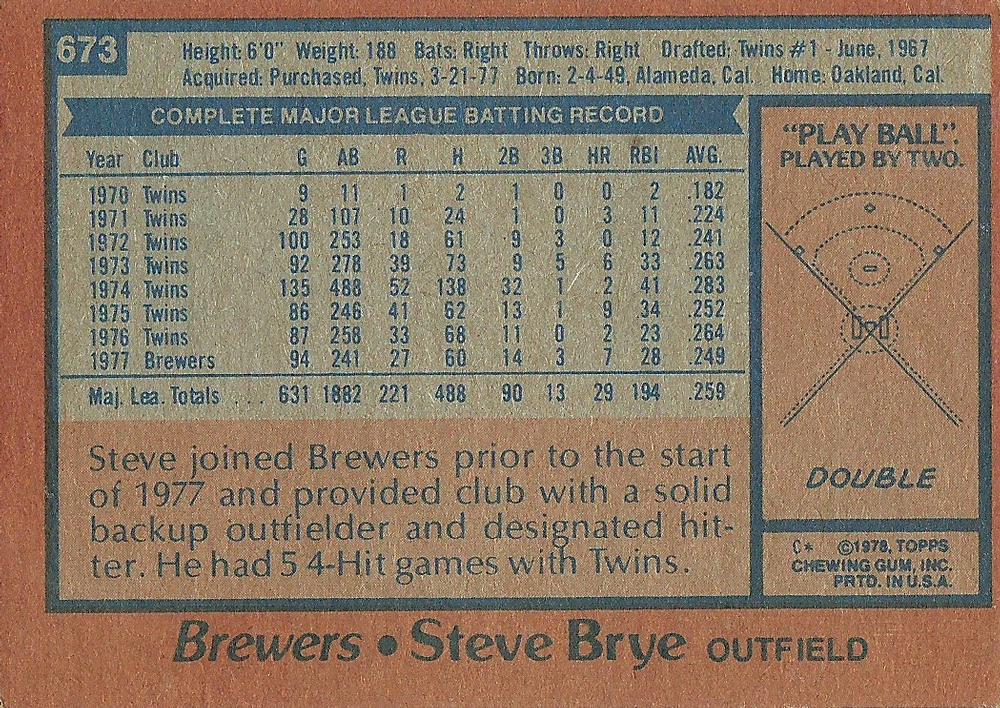 673
Height: 6'0" Weight: 188 Bats: Right Throws: Right Drafted: Twins #1 - June, 1967
Acquired: Purchased, Twins, 3-21-77 Born: 2-4-49, Alameda, Cal. Home: Oakland, Cal.
COMPLETE MAJOR LEAGUE BATTING RECORD
Year Club G AB R H 2B 3B HR RBI AVG.
1970 Twins 9 11 1 2 1 0 0 2 .182
1971 Twins 28 107 10 24 1 0 3 11 .224
1972 Twins 100 253 18 61 9 3 0 12 .241
1973 Twins 92 278 39 73 9 5 6 33 .263
1974 Twins 135 488 52 138 32 1 2 41 .283
1975 Twins 86 246 41 62 13 1 9 34 .252
1976 Twins 87 258 33 68 11 0 2 23 .264
1977 Brewers 94 241 27 60 14 3 7 28 .249
Maj. Lea. Totals ... 631 1882 221 488 90 13 29 194 .259
Steve joined Brewers prior to the start
of 1977 and provided club with a solid
backup outfielder and designated hit-
ter. He had 5 4-Hit games with Twins.
"PLAY BALL".
PLAYED BY TWO.
DOUBLE
C* ©1978, TOPPS
CHEWING GUM, INC.
PRTD. IN U.S.A.
Brewers • Steve Brye OUTFIELD